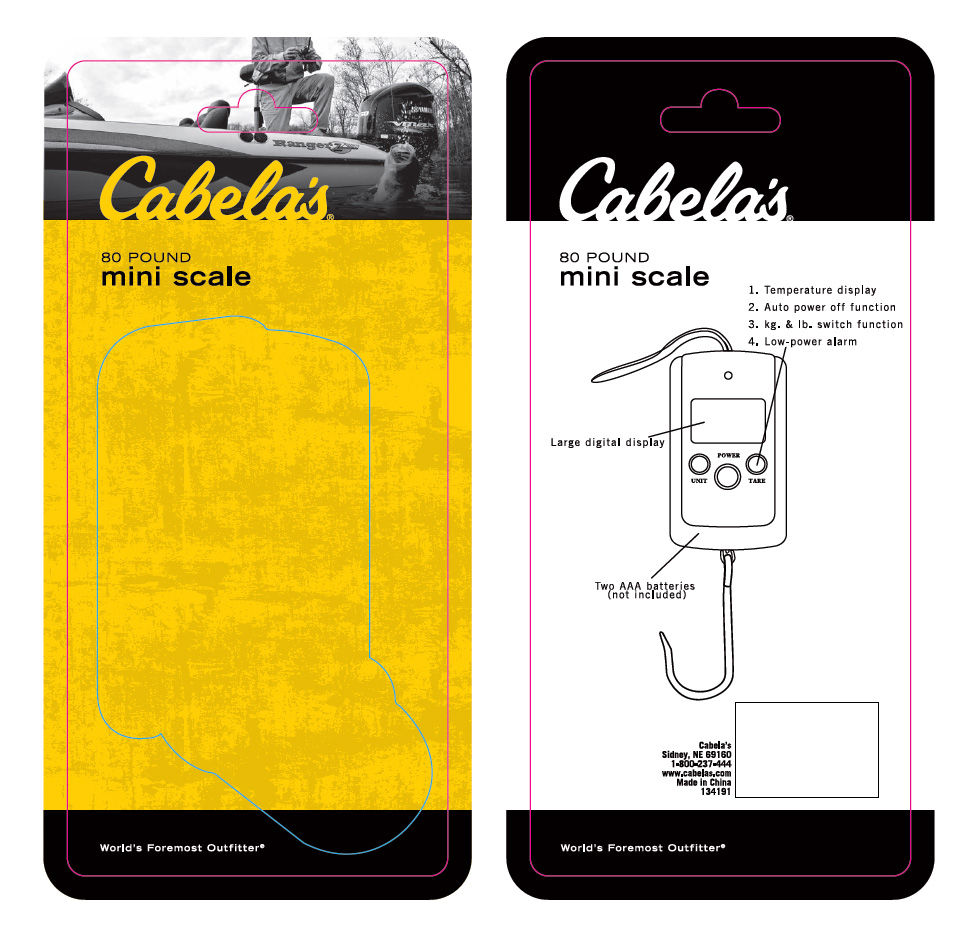 YAMAHA
Vmax
Ranger
Cabela's®
80 POUND
mini scale
World's Foremost Outfitter®
Cabela's®
80 POUND
mini scale
1. Temperature display
2. Auto power off function
3. kg. & lb. switch function
4. Low-power alarm
Large digital display
POWER
UNIT
TARE
Two AAA batteries
(not included)
Cabela's
Sidney, NE 69160
1-800-237-444
www.cabelas.com
Made in China
134191
World's Foremost Outfitter®